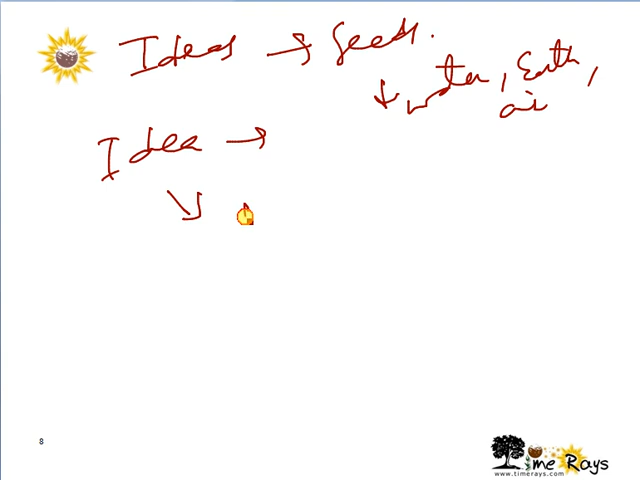 Ideas → Seeds.
↓ water, Earth,
air
Idea →
8
Time Rays
www.timerays.com